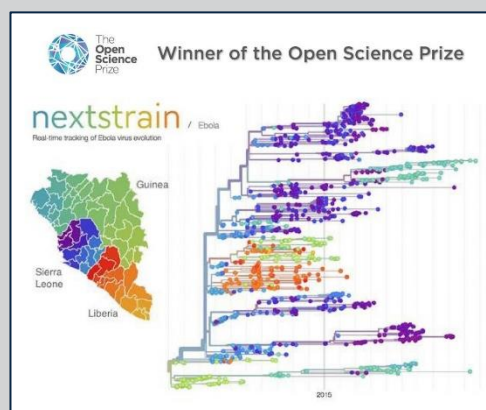 The
Open
Science
Prize
Winner of the Open Science Prize
nextstrain / Ebola
Real-time tracking of Ebola virus evolution
Guinea
Sierra
Leone
Liberia
2015